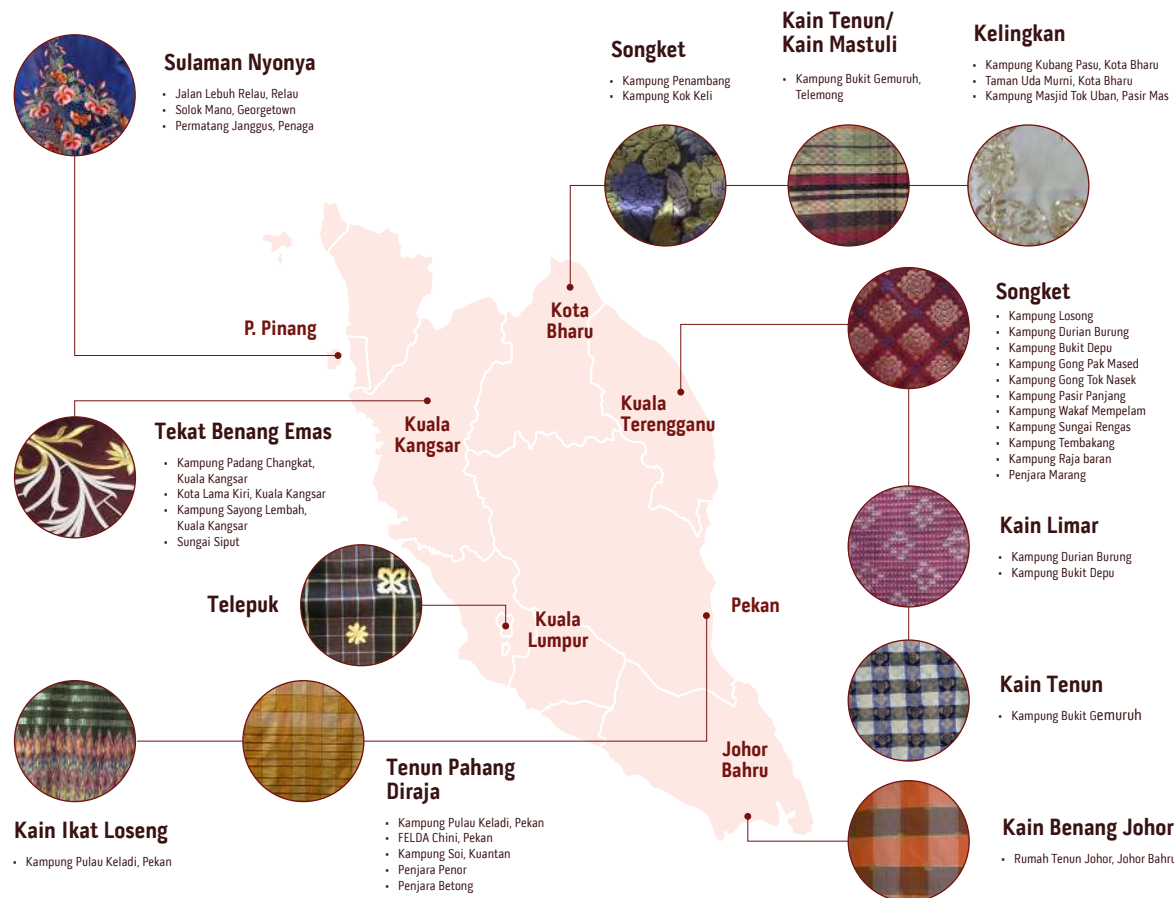 Sulaman Nyonya
• Jalan Lebuh Relau, Relau
• Solok Mano, Georgetown
• Permatang Janggus, Penaga
Songket
• Kampung Penambang
• Kampung Kok Keli
Kain Tenun/
Kain Mastuli
• Kampung Bukit Gemuruh,
Telemong
Kelingkan
• Kampung Kubang Pasu, Kota Bharu
• Taman Uda Murni, Kota Bharu
• Kampung Masjid Tok Uban, Pasir Mas
P. Pinang
Kota
Bharu
Kuala
Terengganu
Kuala
Kangsar
Songket
• Kampung Losong
• Kampung Durian Burung
• Kampung Bukit Depu
• Kampung Gong Pak Mased
• Kampung Gong Tok Nasek
• Kampung Pasir Panjang
• Kampung Wakaf Mempelam
• Kampung Sungai Rengas
• Kampung Tembakang
• Kampung Raja baran
• Penjara Marang
Tekat Benang Emas
• Kampung Padang Changkat,
Kuala Kangsar
• Kota Lama Kiri, Kuala Kangsar
• Kampung Sayong Lembah,
Kuala Kangsar
• Sungai Siput
Kain Limar
• Kampung Durian Burung
• Kampung Bukit Depu
Telepuk
Kuala
Lumpur
Pekan
Kain Tenun
• Kampung Bukit Gemuruh
Johor
Bahru
Tenun Pahang
Diraja
• Kampung Pulau Keladi, Pekan
• FELDA Chini, Pekan
• Kampung Soi, Kuantan
• Penjara Penor
• Penjara Betong
Kain Ikat Loseng
• Kampung Pulau Keladi, Pekan
Kain Benang Johor
• Rumah Tenun Johor, Johor Bahru